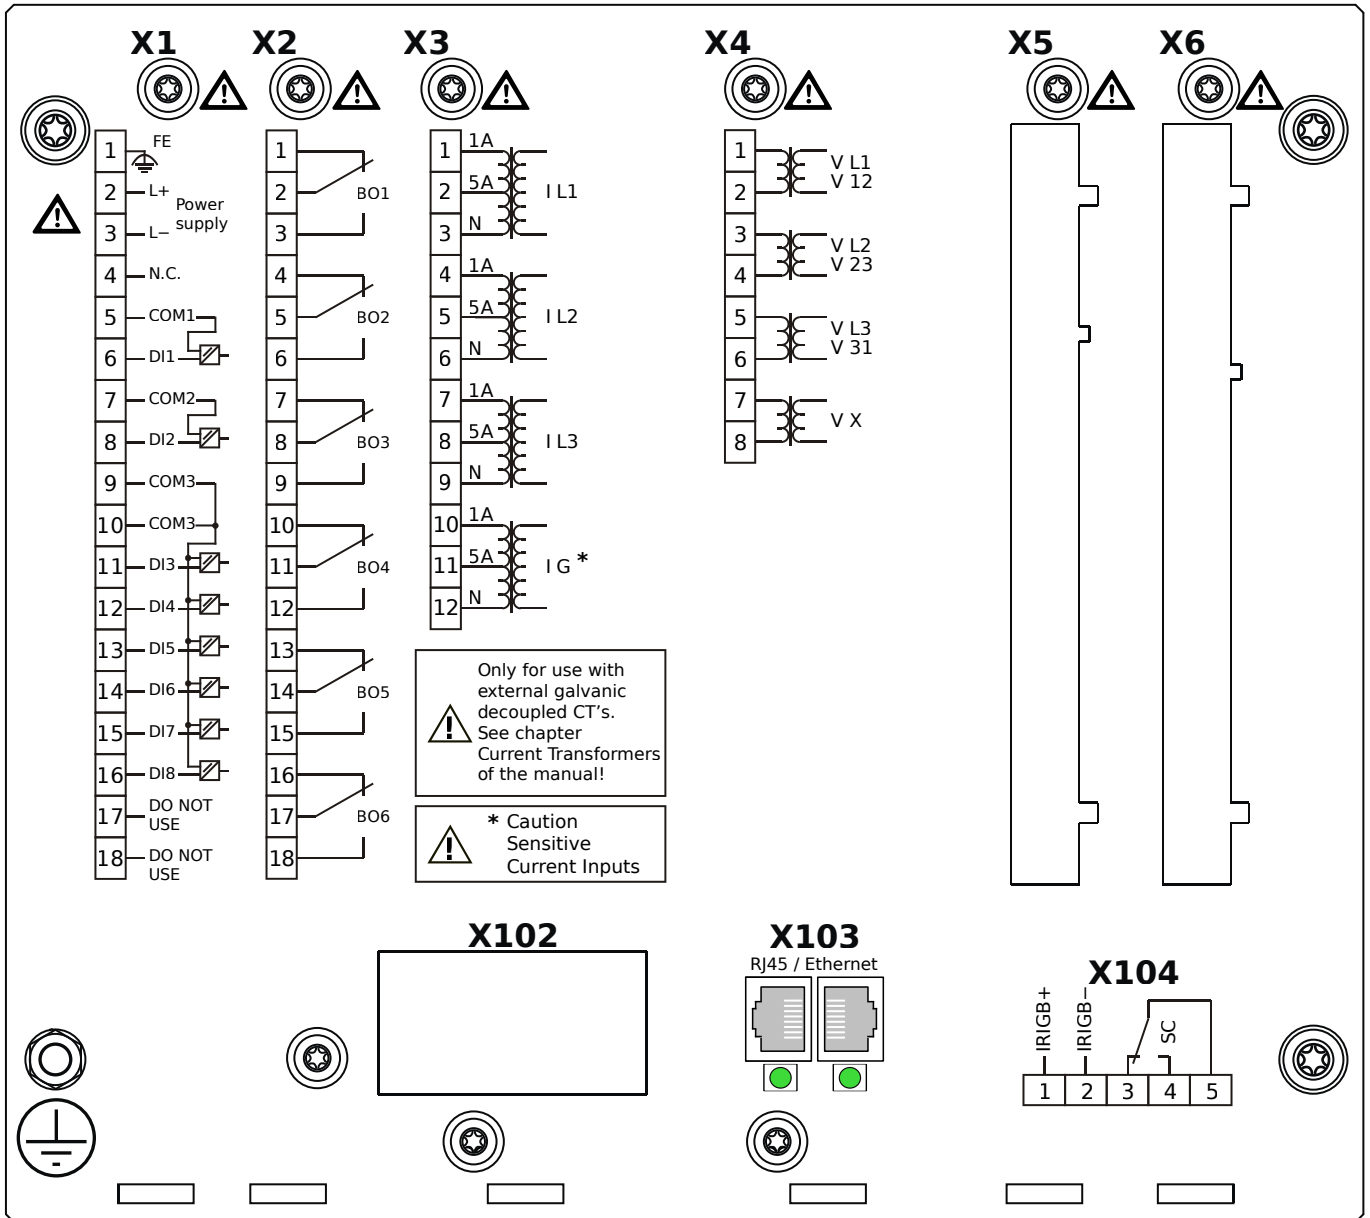 X1
X2
X3
X4
X5
X6
1 FE
2 L+
Power
supply
3 L−
4 N.C.
5 COM1
6 DI1
7 COM2
8 DI2
9 COM3
10 COM3
11 DI3
12 DI4
13 DI5
14 DI6
15 DI7
16 DI8
17 DO NOT
USE
18 DO NOT
USE
1
2 BO1
3
4
5 BO2
6
7
8 BO3
9
10
11 BO4
12
13
14 BO5
15
16
17 BO6
18
1 1A
2 5A I L1
3 N
4 1A
5 5A I L2
6 N
7 1A
8 5A I L3
9 N
10 1A
11 5A I G *
12 N
Only for use with
external galvanic
decoupled CT's.
See chapter
Current Transformers
of the manual!
* Caution
Sensitive
Current Inputs
1 V L1
2 V 12
3 V L2
4 V 23
5 V L3
6 V 31
7 V X
8
X102
X103
RJ45 / Ethernet
X104
IRIGB+
IRIGB−
SC
1 2 3 4 5